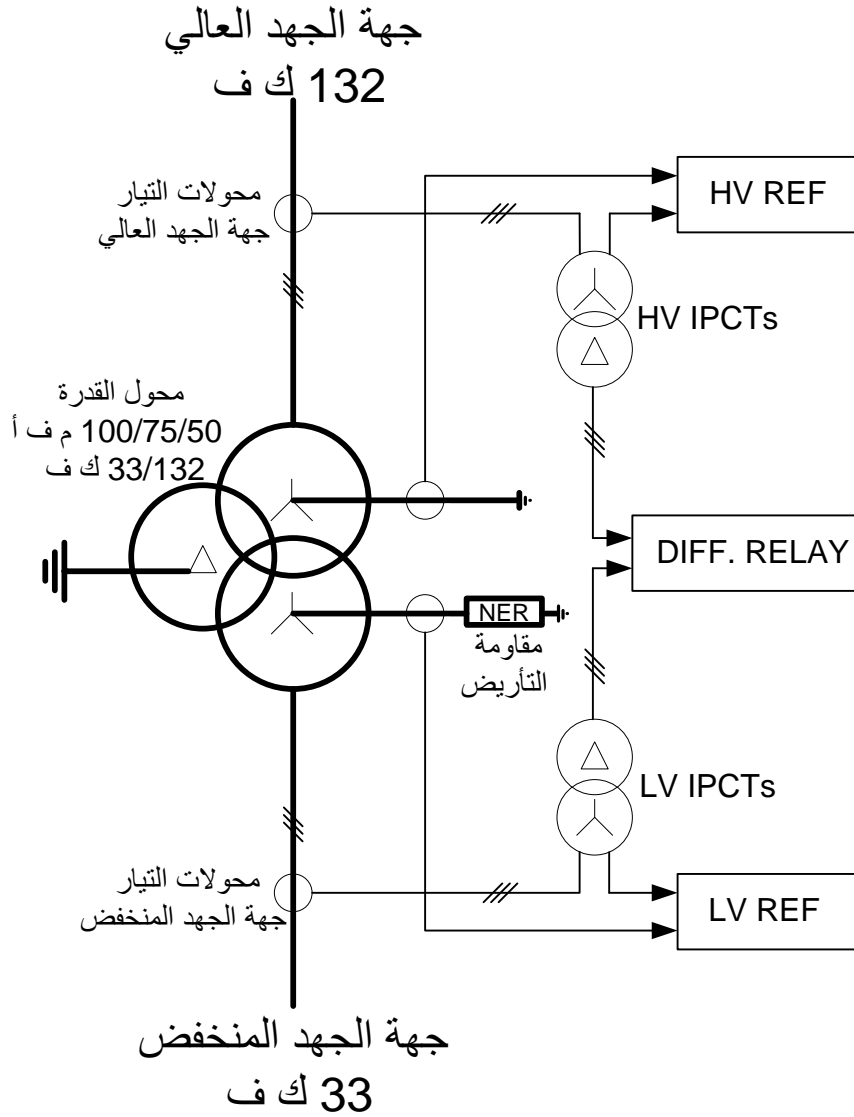 جهة الجهد العالي
132 ك ف
محولات التيار
جهة الجهد العالي
HV REF
HV IPCTs
محول القدرة
100/75/50 م ف أ
33/132 ك ف
DIFF. RELAY
NER
مقاومة
التأريض
LV IPCTs
محولات التيار
جهة الجهد المنخفض
LV REF
جهة الجهد المنخفض
33 ك ف